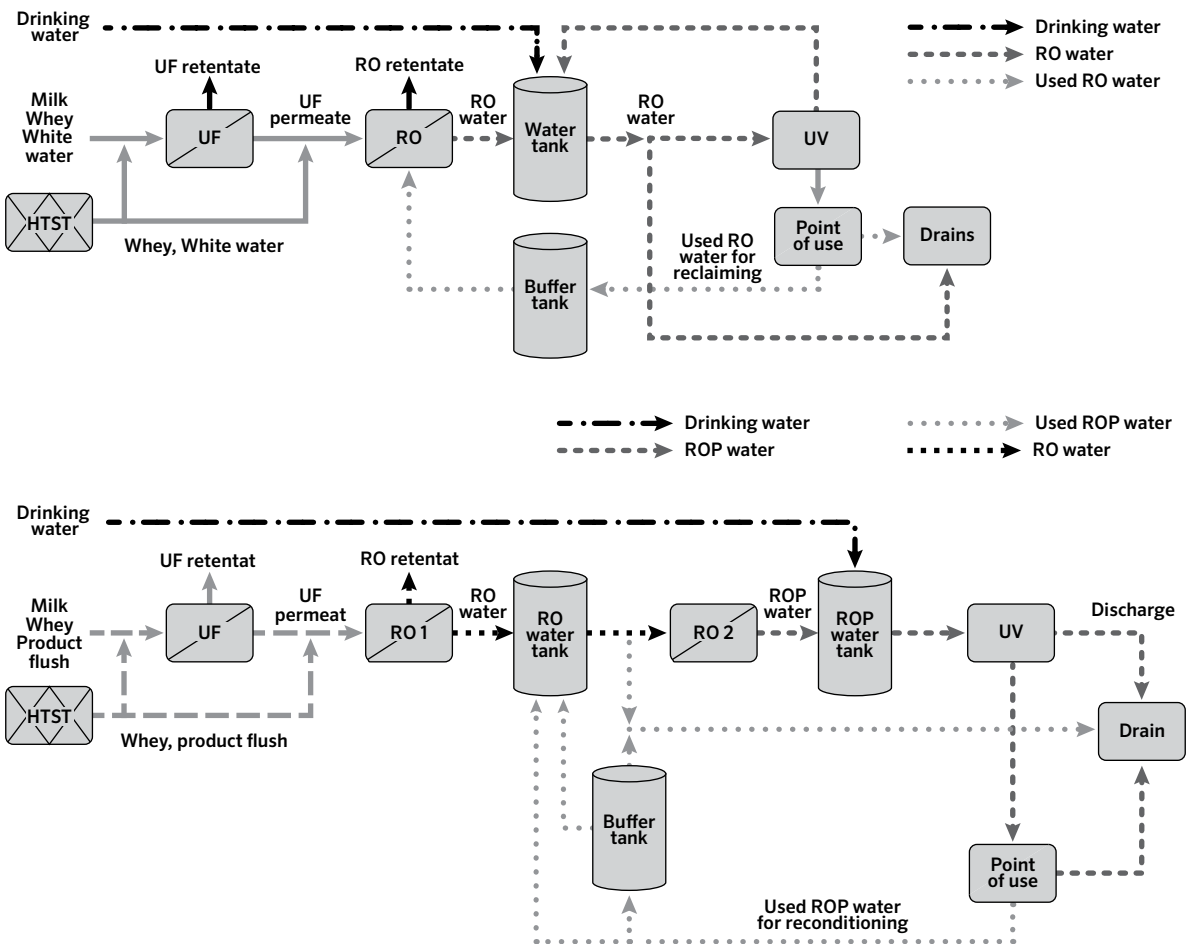 Drinking
water
Drinking water
RO water
Used RO water
UF retentate
RO retentate
Milk
Whey
White
water
UF
UF
permeate
RO
RO
water
Water
tank
RO
water
UV
HTST
Whey, White water
Buffer
tank
Used RO
water for
reclaiming
Point
of use
Drains
Drinking water
ROP water
Used ROP water
RO water
Drinking
water
UF retentat
RO retentat
Milk
Whey
Product
flush
UF
UF
permeat
RO 1
RO
water
RO
water
tank
RO 2
ROP
water
ROP
water
tank
UV
Discharge
HTST
Whey, product flush
Drain
Buffer
tank
Point
of use
Used ROP water
for reconditioning